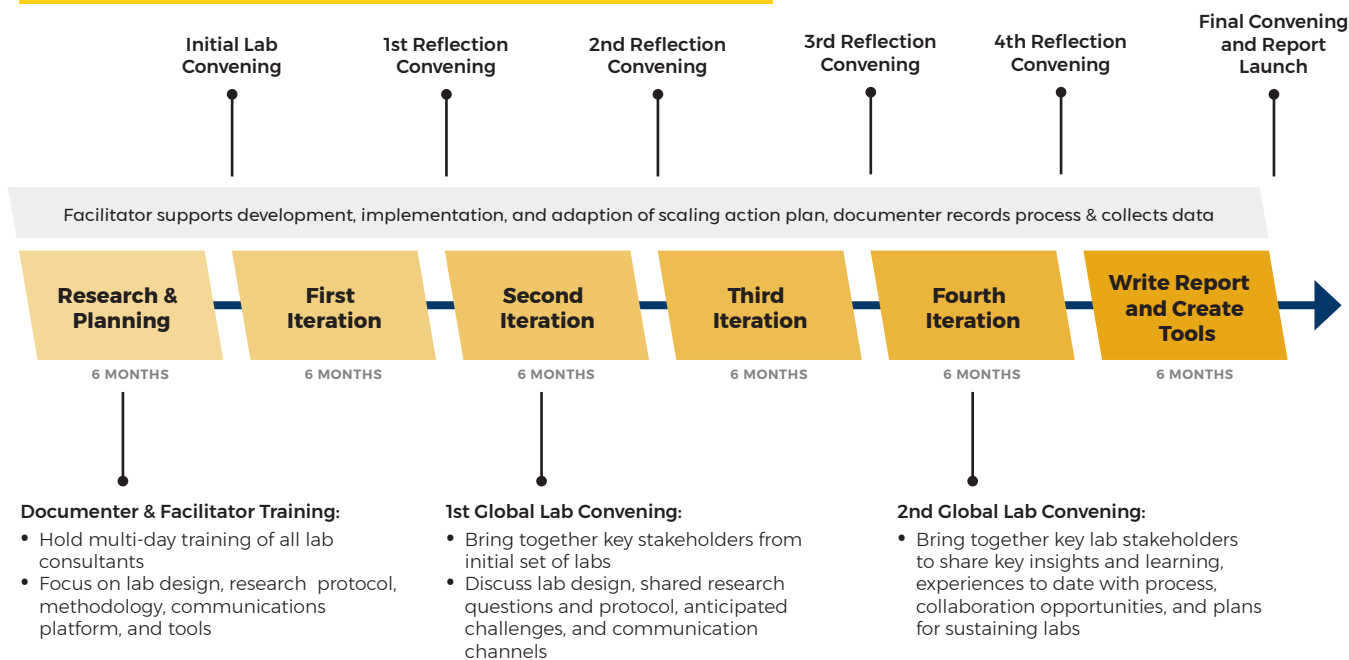 Initial Lab
Convening
1st Reflection
Convening
2nd Reflection
Convening
3rd Reflection
Convening
4th Reflection
Convening
Final Convening
and Report
Launch
Facilitator supports development, implementation, and adaption of scaling action plan, documenter records process & collects data
Research &
Planning
First
Iteration
Second
Iteration
Third
Iteration
Fourth
Iteration
Write Report
and Create
Tools
6 MONTHS
6 MONTHS
6 MONTHS
6 MONTHS
6 MONTHS
6 MONTHS
Documenter & Facilitator Training:
• Hold multi-day training of all lab
consultants
• Focus on lab design, research protocol,
methodology, communications
platform, and tools
1st Global Lab Convening:
• Bring together key stakeholders from
initial set of labs
• Discuss lab design, shared research
questions and protocol, anticipated
challenges, and communication
channels
2nd Global Lab Convening:
• Bring together key lab stakeholders
to share key insights and learning,
experiences to date with process,
collaboration opportunities, and plans
for sustaining labs